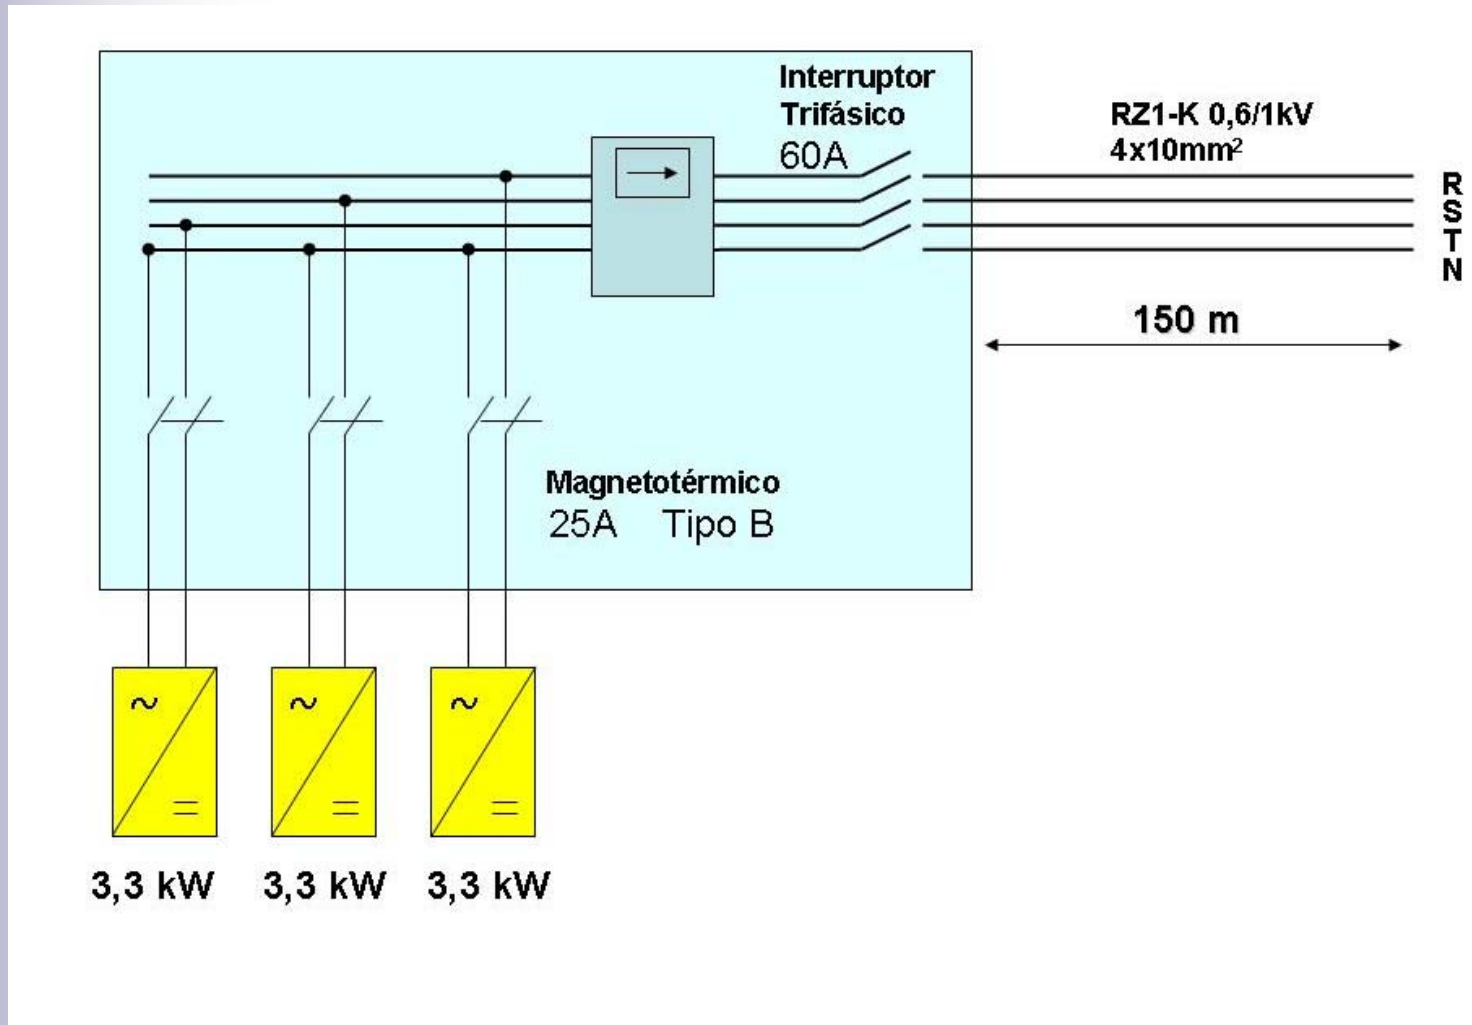 Interruptor
Trifásico
60A
RZ1-K 0,6/1kV
4x10mm²
R
S
T
N
150 m
Magnetotérmico
25A Tipo B
3,3 kW 3,3 kW 3,3 kW